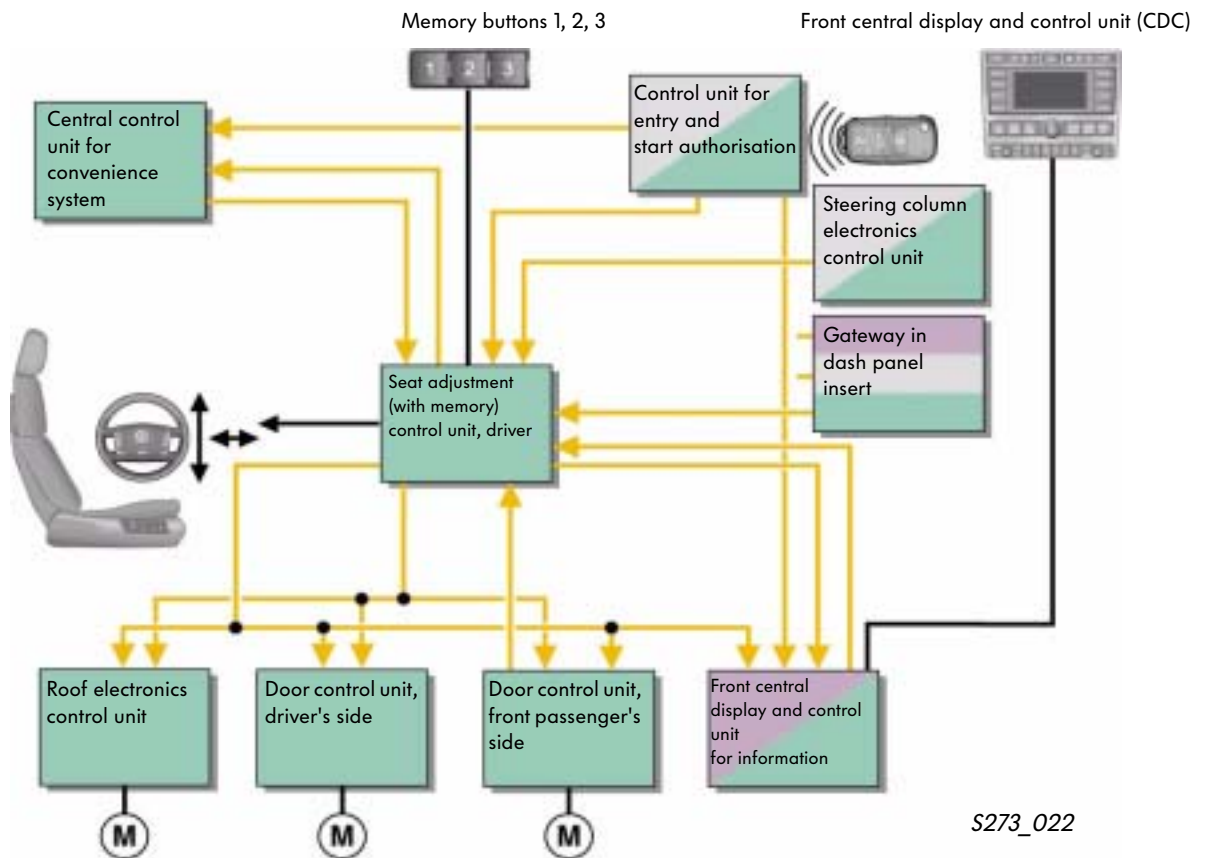 Memory buttons 1, 2, 3
Front central display and control unit (CDC)
1 2 3
Central control
unit for
convenience
system
Control unit for
entry and
start authorisation
Steering column
electronics
control unit
Gateway in
dash panel
insert
Seat adjustment
(with memory)
control unit, driver
Roof electronics
control unit
Door control unit,
driver's side
Door control unit,
front passenger's
side
Front central
display and control
unit
for information
M
M
M
S273_022